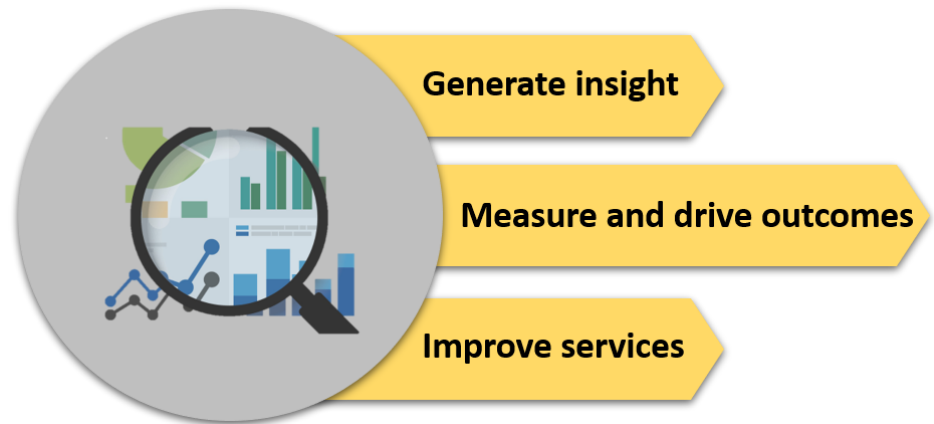 Generate insight
Measure and drive outcomes
Improve services